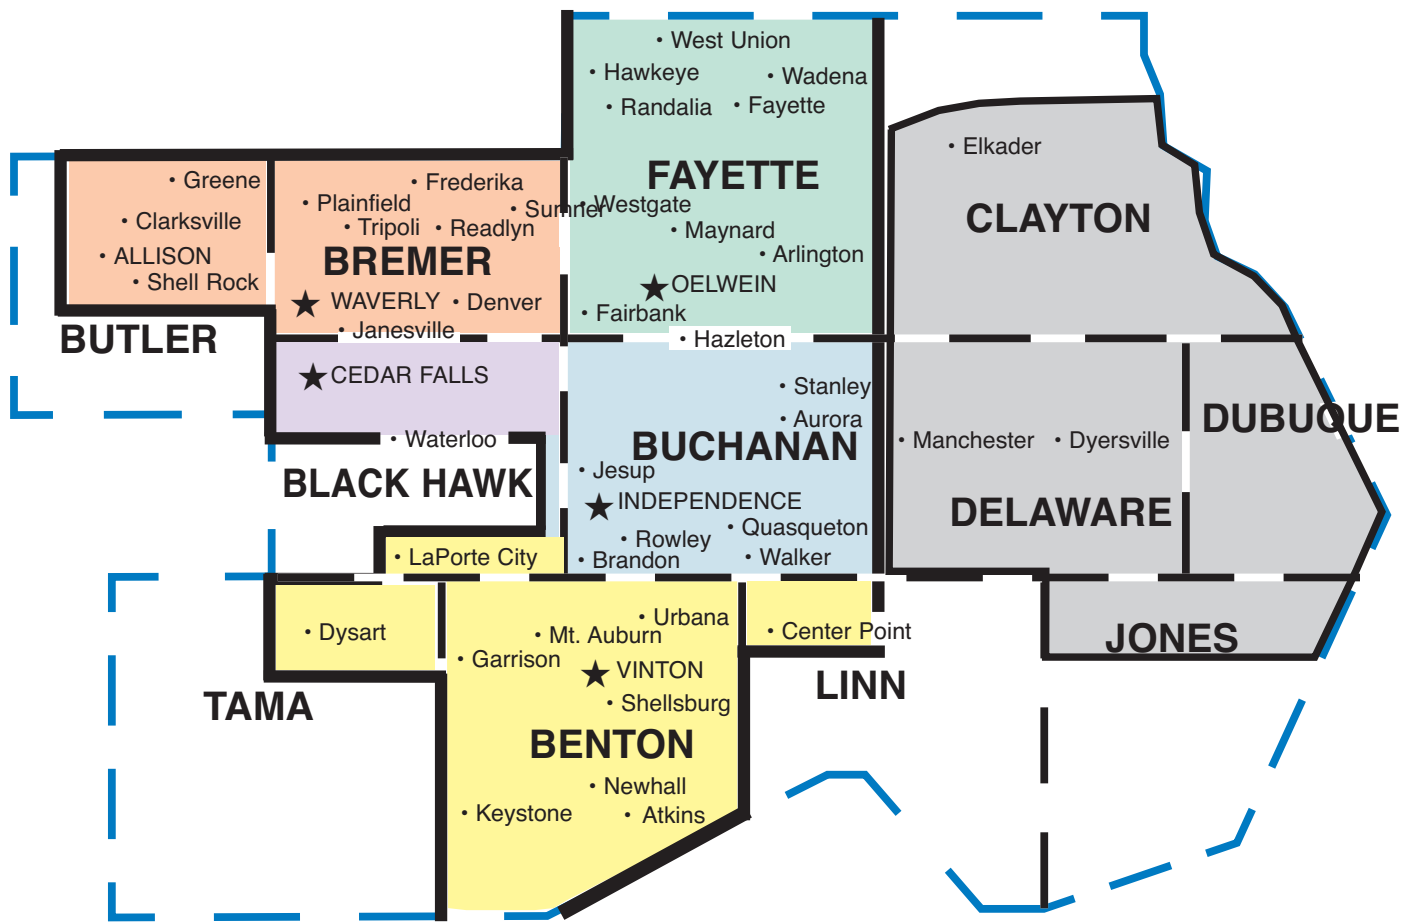 West Union
Hawkeye
Wadena
Randalia
Fayette
Elkader
FAYETTE
Greene
Frederika
Plainfield
Sumner
Westgate
Clarksville
Tripoli
Readlyn
Maynard
CLAYTON
ALLISON
BREMER
Arlington
Shell Rock
OELWEIN
WAVERLY
Denver
Fairbank
Janesville
Hazleton
BUTLER
CEDAR FALLS
Stanley
Aurora
DUBUQUE
Waterloo
BUCHANAN
Manchester
Dyersville
Jesup
BLACK HAWK
INDEPENDENCE
DELAWARE
Quasqueton
Rowley
LaPorte City
Brandon
Walker
Urbana
Dysart
Mt. Auburn
Center Point
JONES
Garrison
VINTON
LINN
Shellsburg
TAMA
BENTON
Newhall
Keystone
Atkins